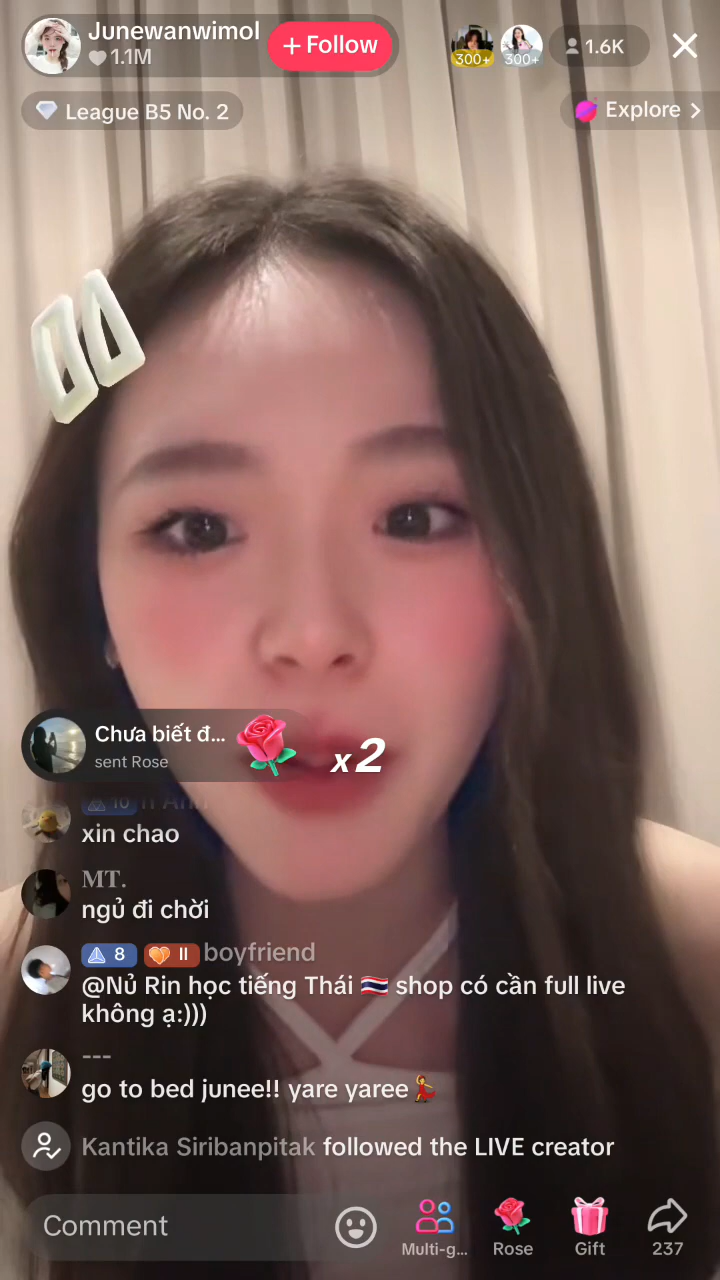 Junewanwimol
1.1M
+ Follow
300+
300+
1.6K
League B5 No. 2
Explore
Chưa biết đ...
sent Rose
x2
10
xin chao
MT.
ngủ đi chời
8
II
boyfriend
@Nủ Rin học tiếng Thái 🇹🇭 shop có cần full live
không ạ:)))
---
go to bed junee!! yare yaree💃
Kantika Siribanpitak followed the LIVE creator
Comment
Multi-g...
Rose
Gift
237